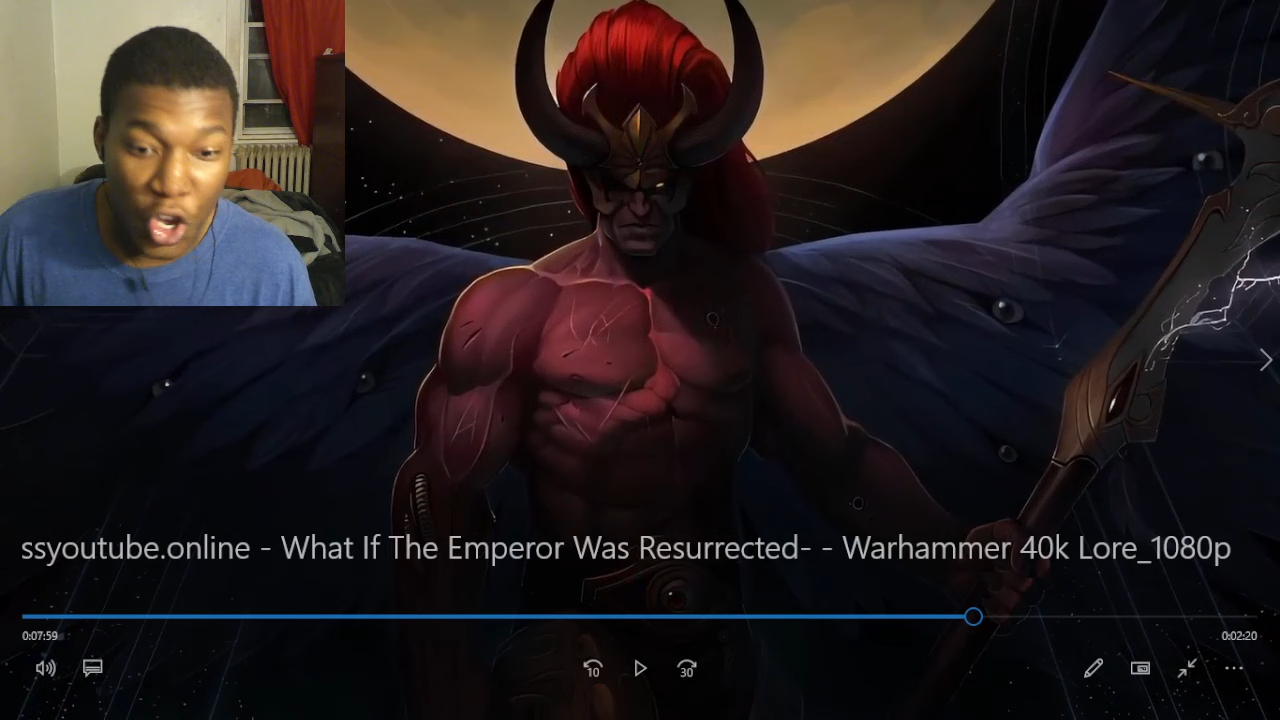 ssyoutube.online - What If The Emperor Was Resurrected- - Warhammer 40k Lore_1080p
0:07:59
0:02:20
10
30